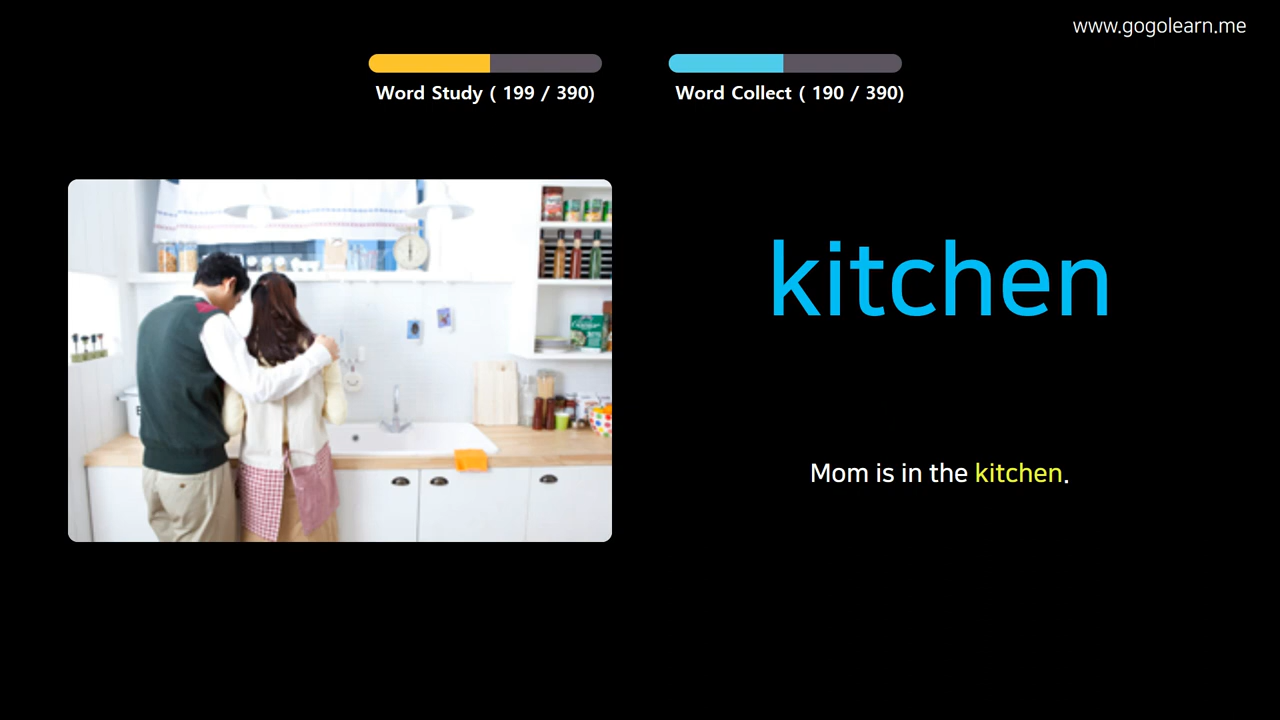 www.gogolearn.me
Word Study ( 199 / 390)
Word Collect ( 190 / 390)
kitchen
Mom is in the kitchen.